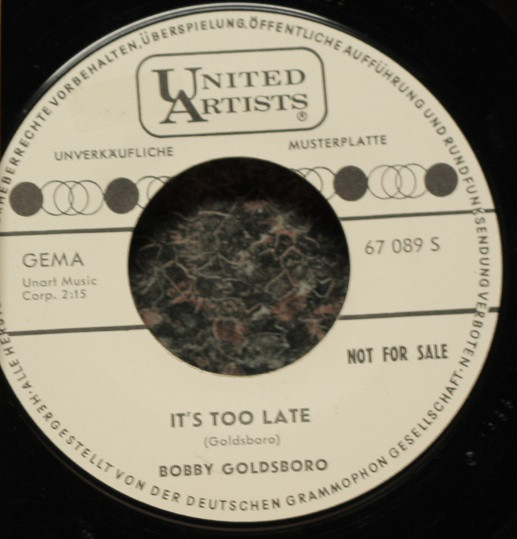 HEBERRECHTE VORBEHALTEN, ÜBERSPIELUNG, ÖFFENTLICHE AUFFÜHRUNG UND RUNDFUNKSENDUNG VERBOTEN.
UNITED
ARTISTS
®
UNVERKÄUFLICHE MUSTERPLATTE
GEMA
67 089 S
Unart Music
Corp. 2:15
NOT FOR SALE
IT'S TOO LATE
(Goldsboro)
BOBBY GOLDSBORO
HERGESTELLT VON DER DEUTSCHEN GRAMMOPHON GESELLSCHAFT · ALLE